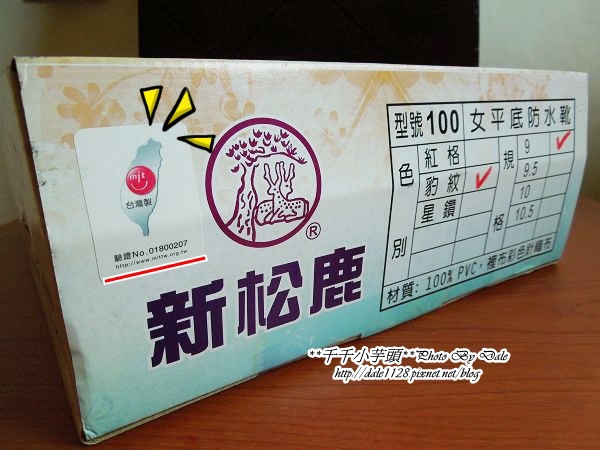 mit
台灣製
驗證No.01800207
http://www.mittw.org.tw
®
新松鹿
型號100 女平底防水靴
色別 紅格 規格 9 ✓
豹紋 ✓ 9.5
星鑽 10
10.5
材質：100% PVC，裡布彩色針織布
**千千小芋頭**Photo By Dale
http://dale1128.pixnet.net/blog